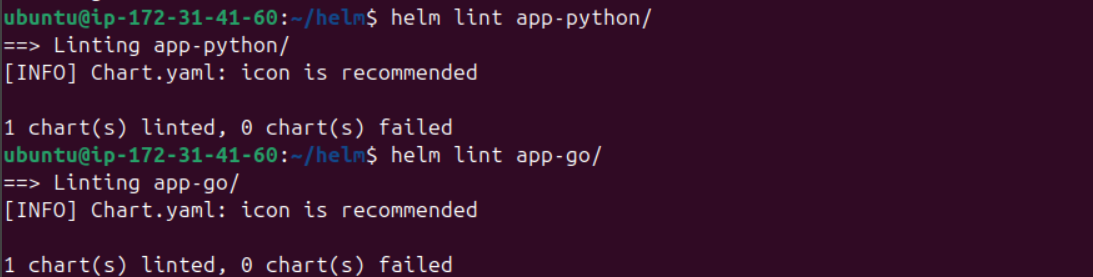 ubuntu@ip-172-31-41-60:~/helm$ helm lint app-python/
==> Linting app-python/
[INFO] Chart.yaml: icon is recommended
1 chart(s) linted, 0 chart(s) failed
ubuntu@ip-172-31-41-60:~/helm$ helm lint app-go/
==> Linting app-go/
[INFO] Chart.yaml: icon is recommended
1 chart(s) linted, 0 chart(s) failed